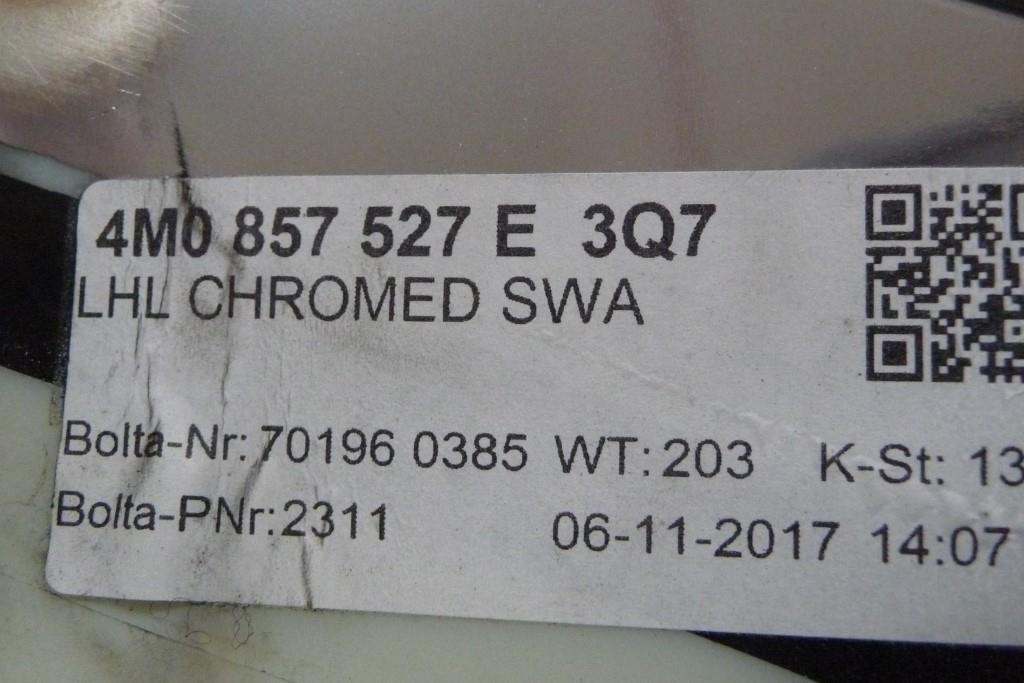 4M0 857 527 E 3Q7
LHL CHROMED SWA
Bolta-Nr: 70196 0385 WT: 203 K-St: 13
Bolta-PNr:2311 06-11-2017 14:07